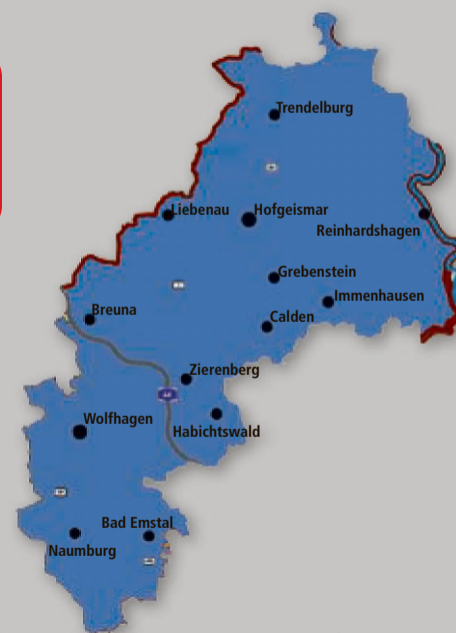 Trendelburg
Liebenau
Hofgeismar
Reinhardshagen
Grebenstein
Immenhausen
Breuna
Calden
Zierenberg
Wolfhagen
Habichtswald
Bad Emstal
Naumburg